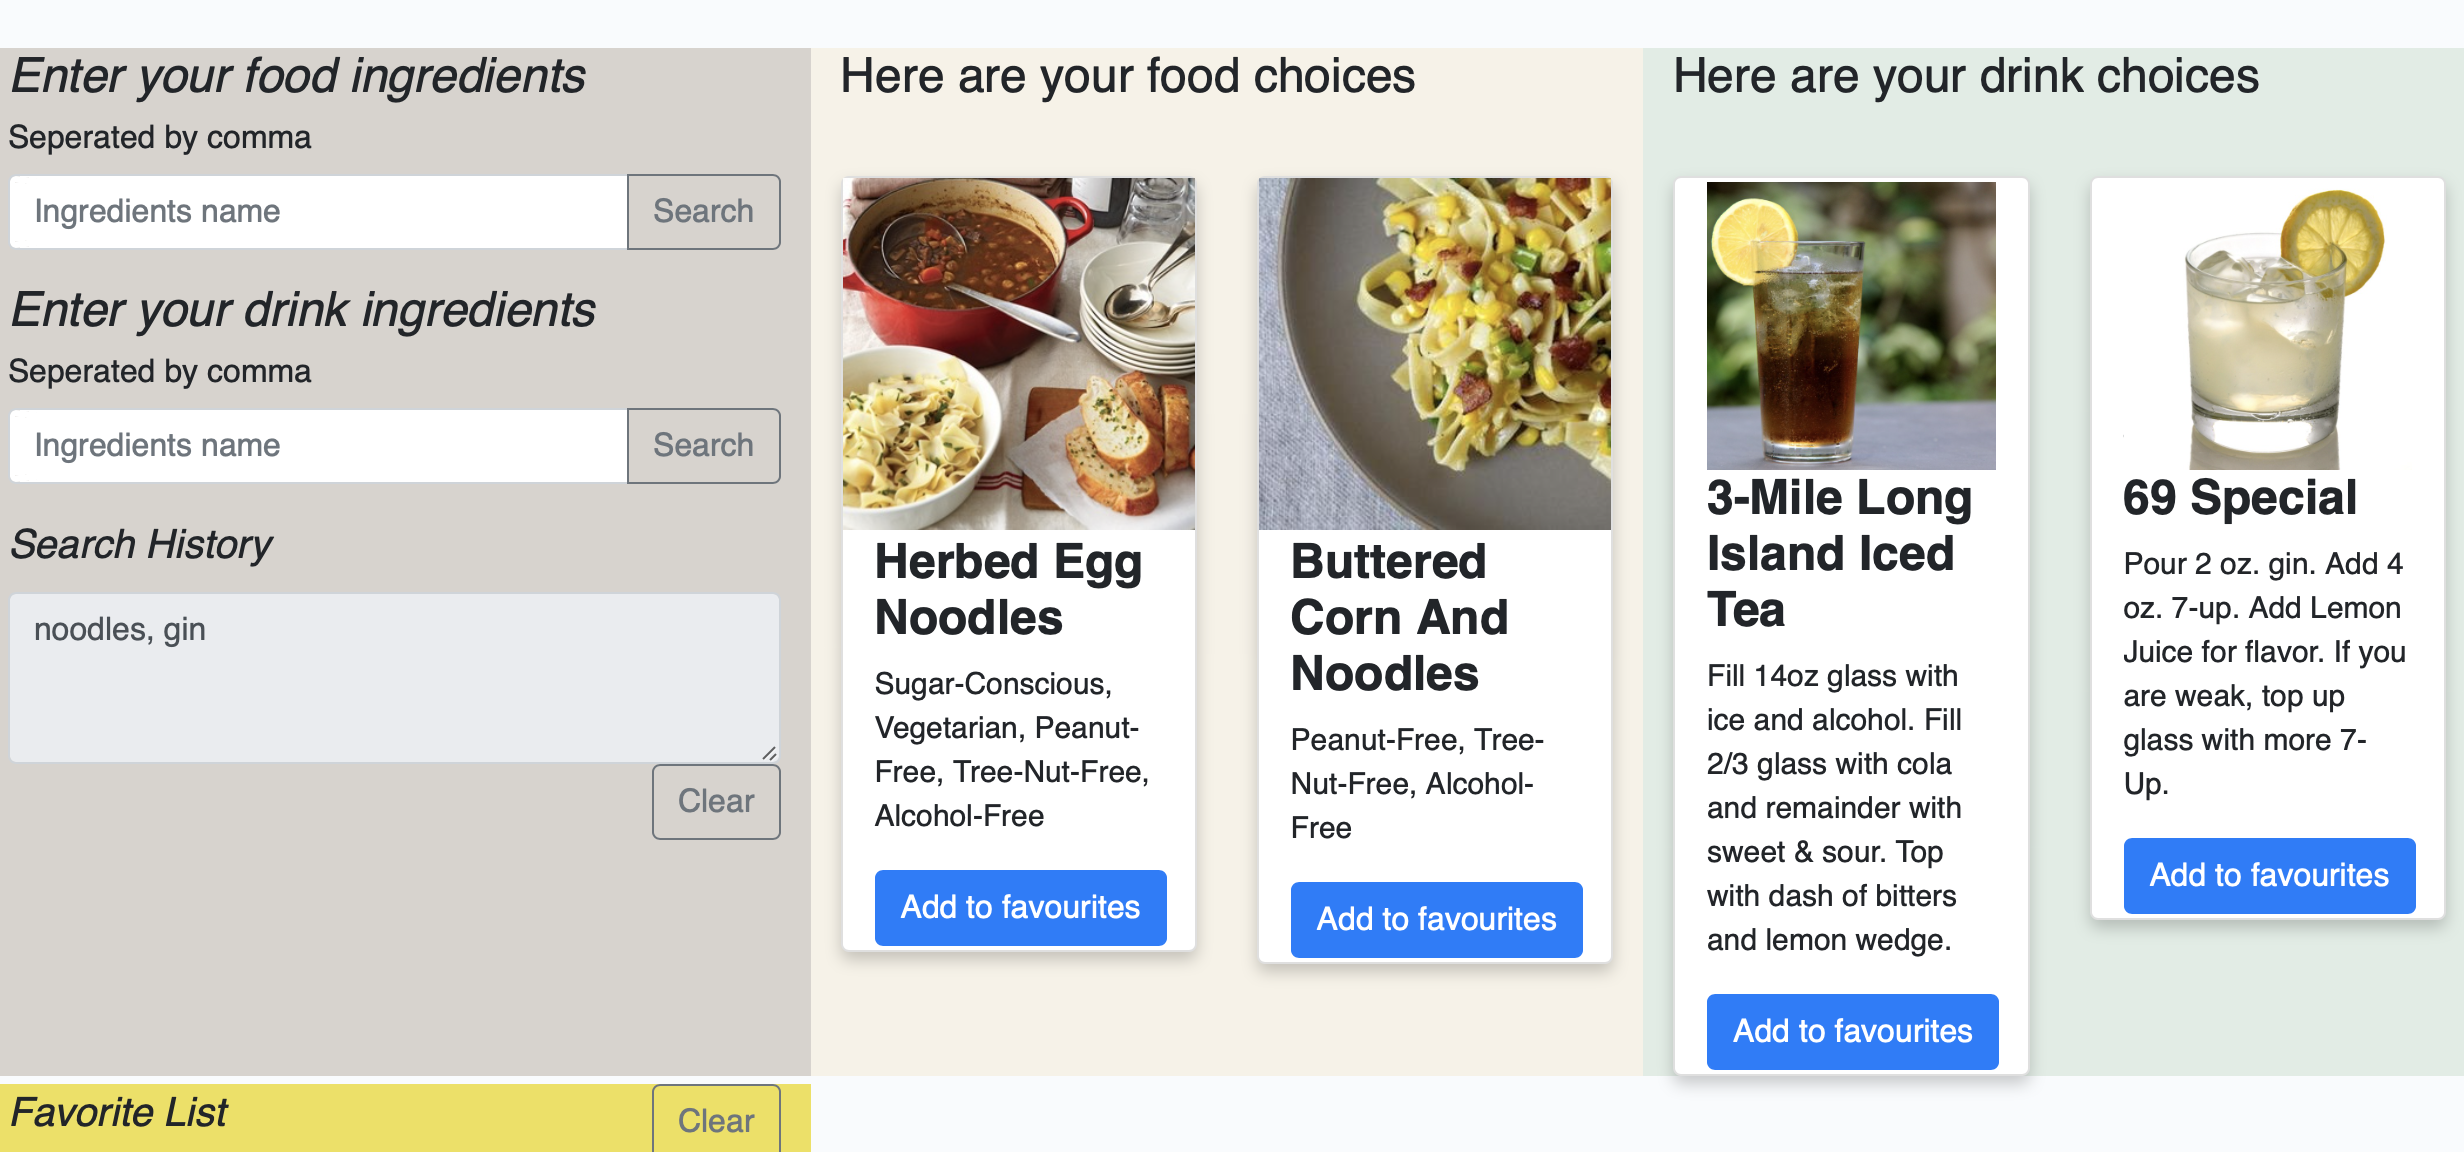 Enter your food ingredients
Seperated by comma
Ingredients name
Search
Enter your drink ingredients
Seperated by comma
Ingredients name
Search
Search History
noodles, gin
Clear
Favorite List
Clear
Here are your food choices
Herbed Egg
Noodles
Sugar-Conscious,
Vegetarian, Peanut-
Free, Tree-Nut-Free,
Alcohol-Free
Add to favourites
Buttered
Corn And
Noodles
Peanut-Free, Tree-
Nut-Free, Alcohol-
Free
Add to favourites
Here are your drink choices
3-Mile Long
Island Iced
Tea
Fill 14oz glass with
ice and alcohol. Fill
2/3 glass with cola
and remainder with
sweet & sour. Top
with dash of bitters
and lemon wedge.
Add to favourites
69 Special
Pour 2 oz. gin. Add 4
oz. 7-up. Add Lemon
Juice for flavor. If you
are weak, top up
glass with more 7-
Up.
Add to favourites